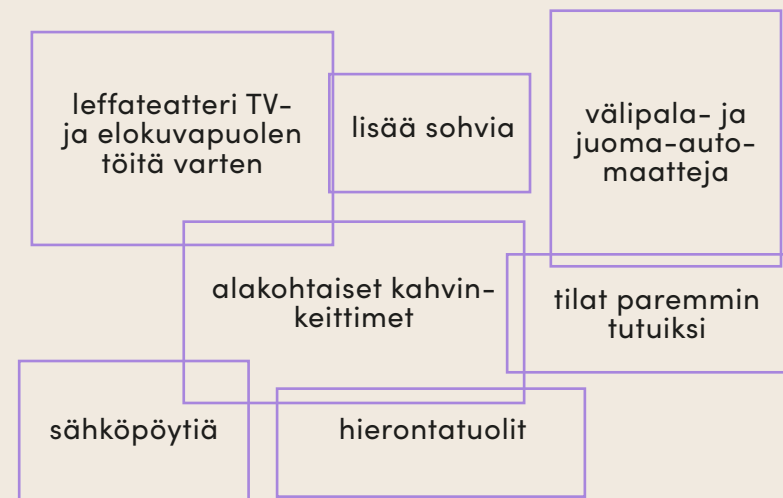 leffateatteri TV-
ja elokuvapuolen
töitä varten
lisää sohvia
välipala- ja
juoma-auto-
maatteja
alakohtaiset kahvin-
keittimet
tilat paremmin
tutuiksi
sähköpöytiä
hierontatuolit